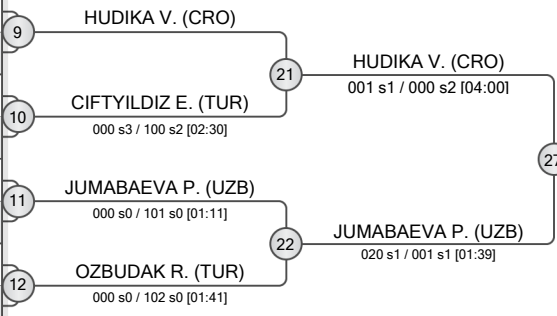 9
HUDIKA V. (CRO)
21
HUDIKA V. (CRO)
001 s1 / 000 s2 [04:00]
10
CIFTYILDIZ E. (TUR)
000 s3 / 100 s2 [02:30]
27
11
JUMABAEVA P. (UZB)
000 s0 / 101 s0 [01:11]
22
JUMABAEVA P. (UZB)
020 s1 / 001 s1 [01:39]
12
OZBUDAK R. (TUR)
000 s0 / 102 s0 [01:41]